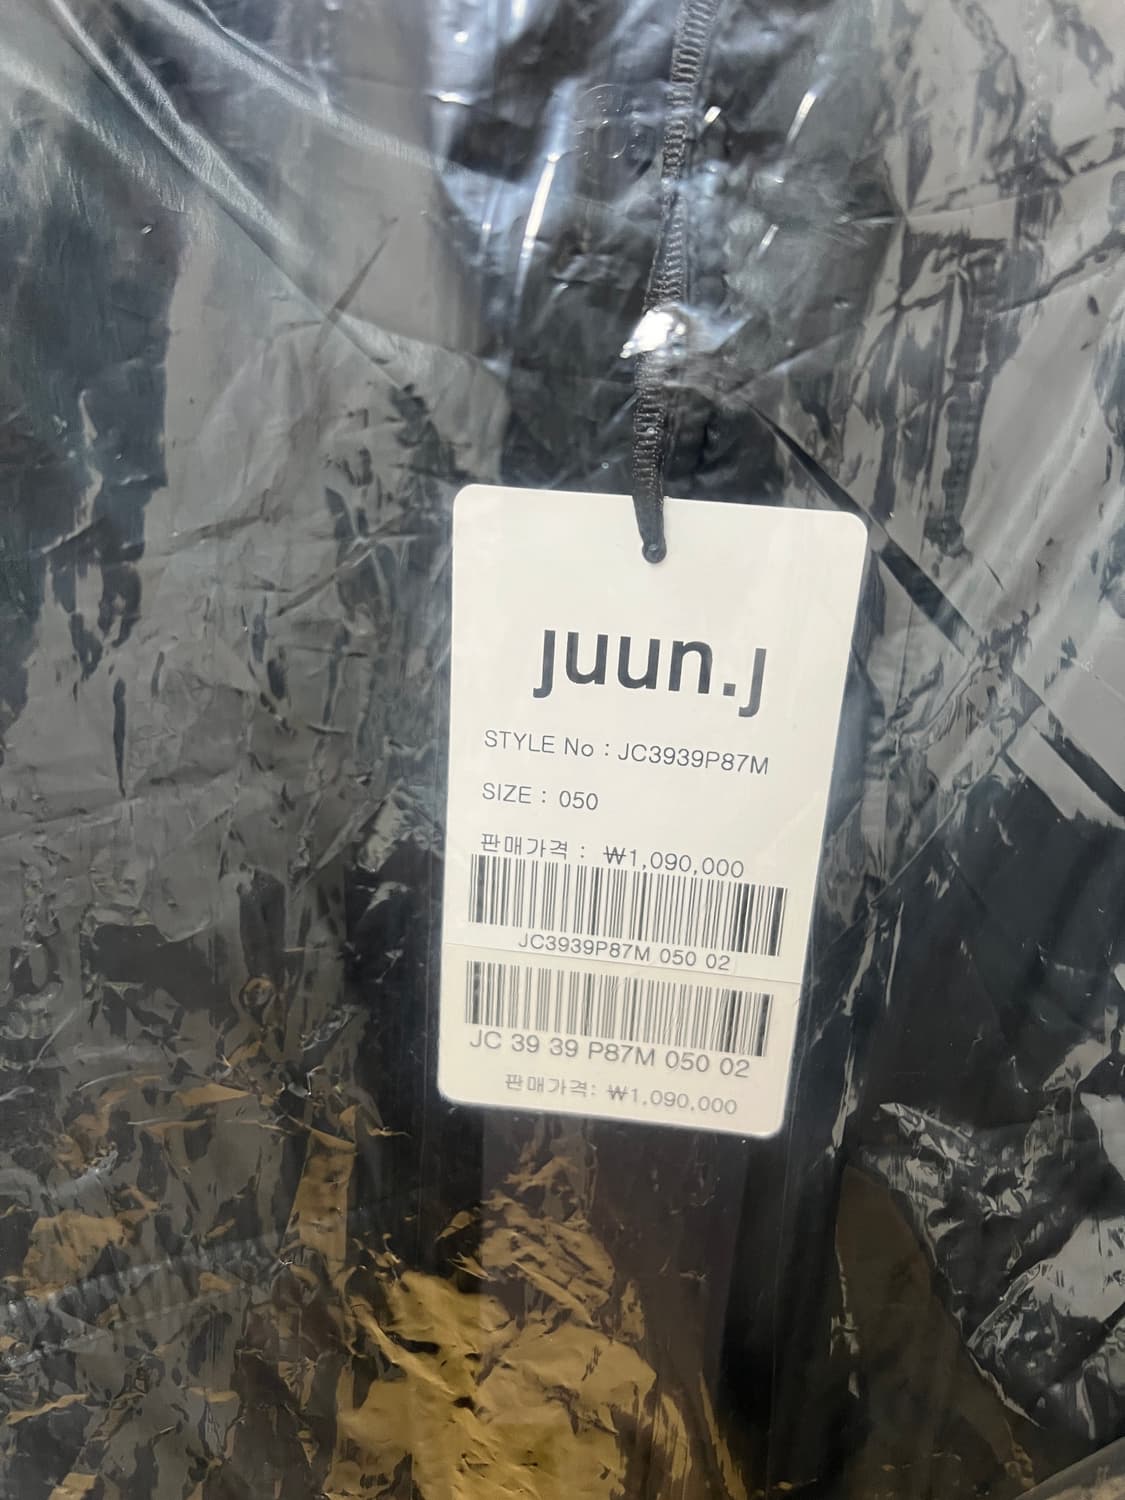 juun.j
STYLE No : JC3939P87M
SIZE : 050
판매가격 : ₩1,090,000
JC3939P87M 050 02
JC 39 39 P87M 050 02
판매가격: ₩1,090,000